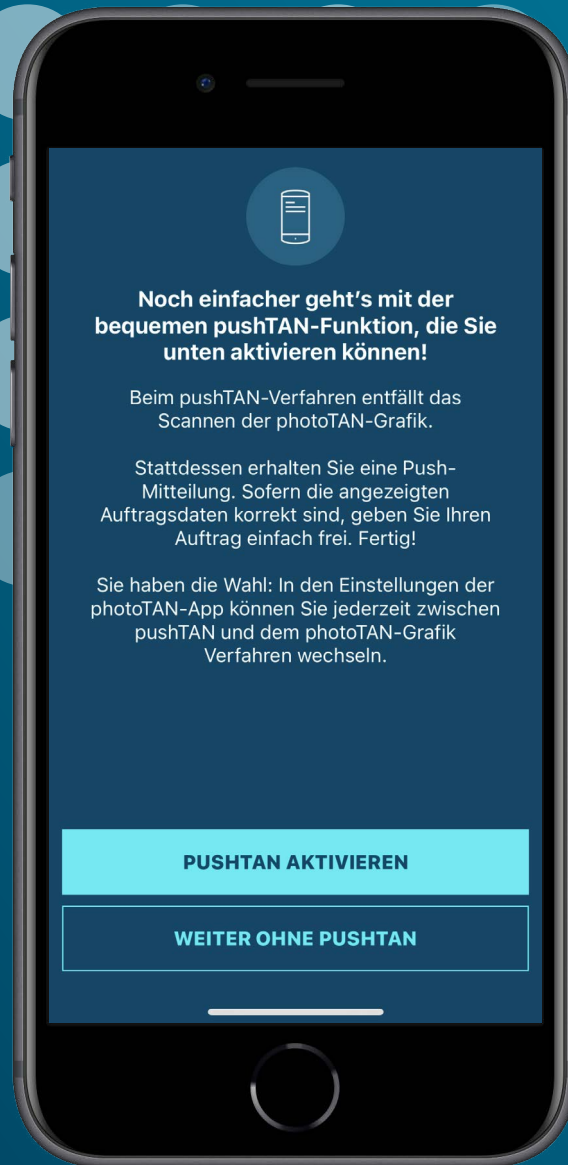 Noch einfacher geht's mit der
bequemen pushTAN-Funktion, die Sie
unten aktivieren können!
Beim pushTAN-Verfahren entfällt das
Scannen der photoTAN-Grafik.
Stattdessen erhalten Sie eine Push-
Mitteilung. Sofern die angezeigten
Auftragsdaten korrekt sind, geben Sie Ihren
Auftrag einfach frei. Fertig!
Sie haben die Wahl: In den Einstellungen der
photoTAN-App können Sie jederzeit zwischen
pushTAN und dem photoTAN-Grafik
Verfahren wechseln.
PUSHTAN AKTIVIEREN
WEITER OHNE PUSHTAN